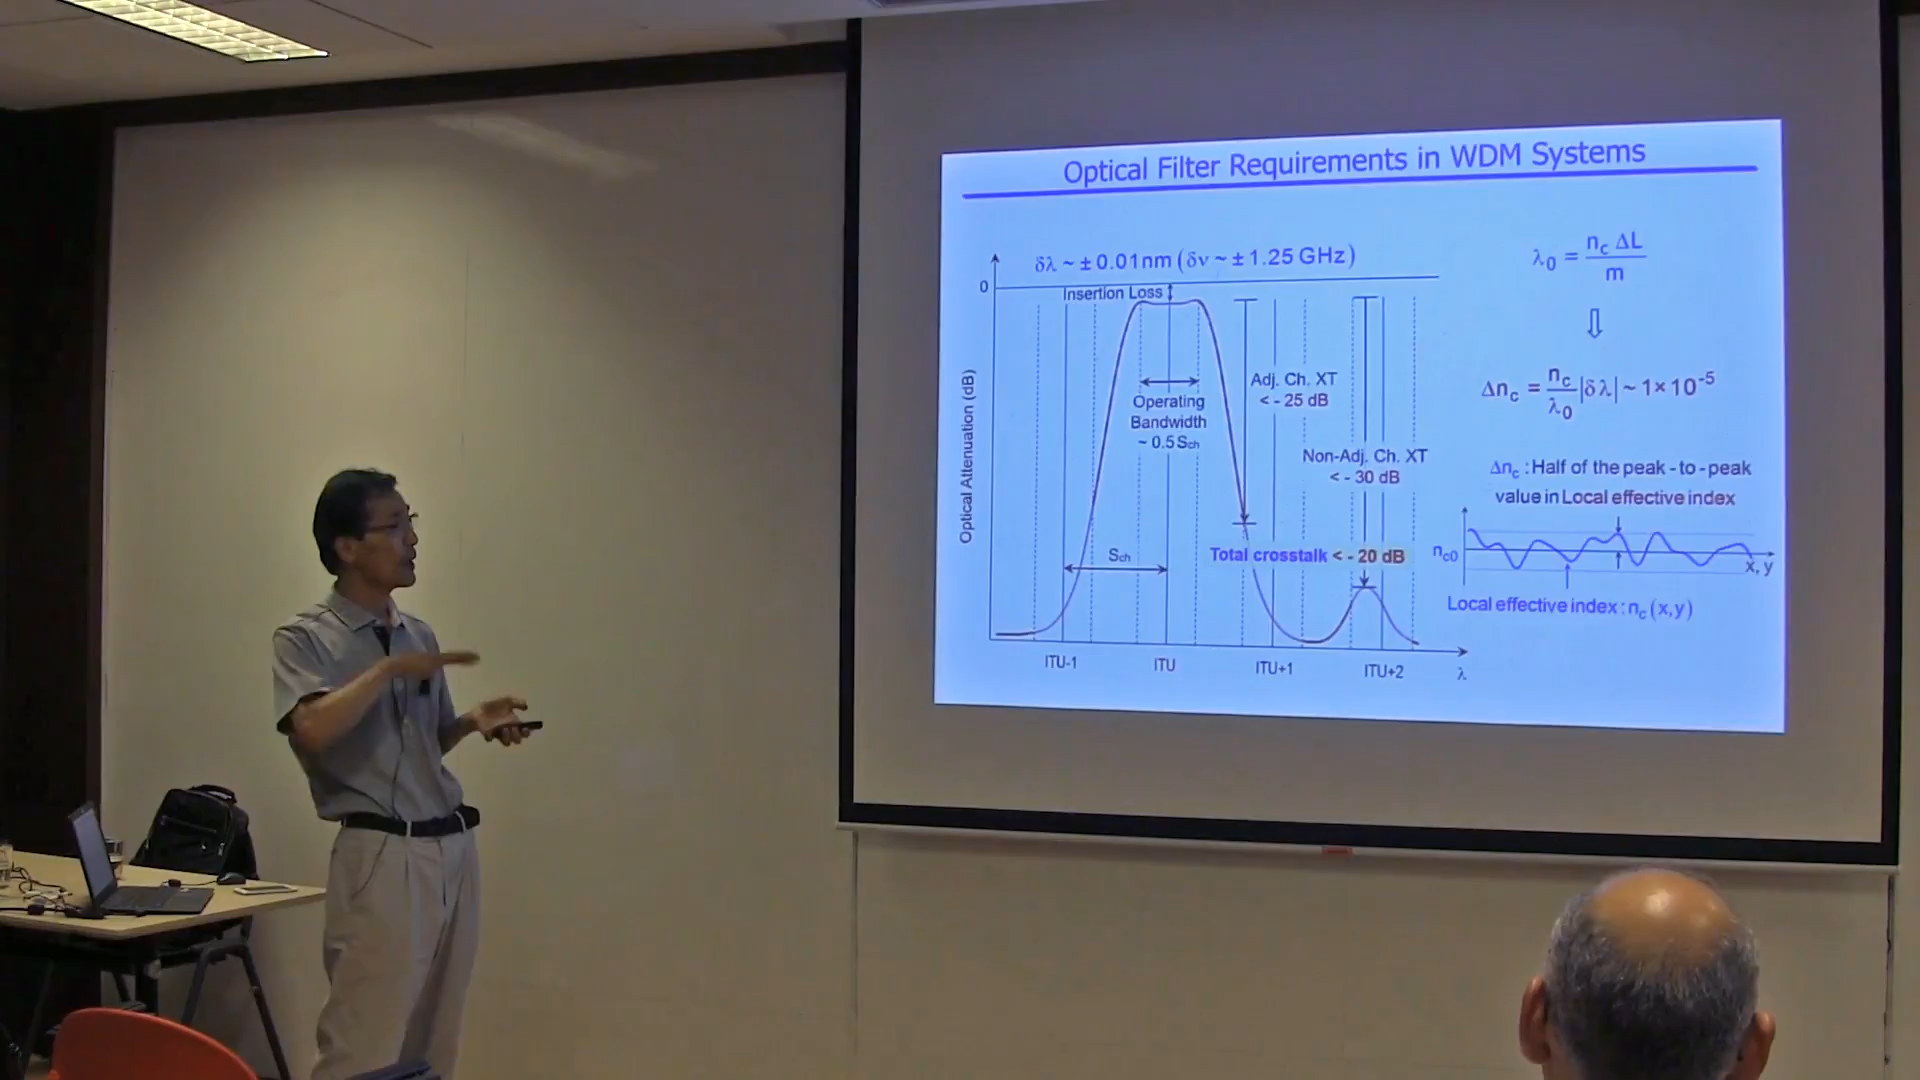 Optical Filter Requirements in WDM Systems
δλ ~ ± 0.01nm (δν ~ ± 1.25 GHz)
0
Insertion Loss
Optical Attenuation (dB)
Operating
Bandwidth
~ 0.5 Sch
Adj. Ch. XT
< - 25 dB
Non-Adj. Ch. XT
< - 30 dB
Total crosstalk < - 20 dB
Sch
ITU-1
ITU
ITU+1
ITU+2
λ
λ0 = nc ΔL / m
Δnc = nc / λ0 |δλ| ~ 1 × 10-5
Δnc : Half of the peak - to - peak
value in Local effective index
nc0
x, y
Local effective index : nc (x,y)